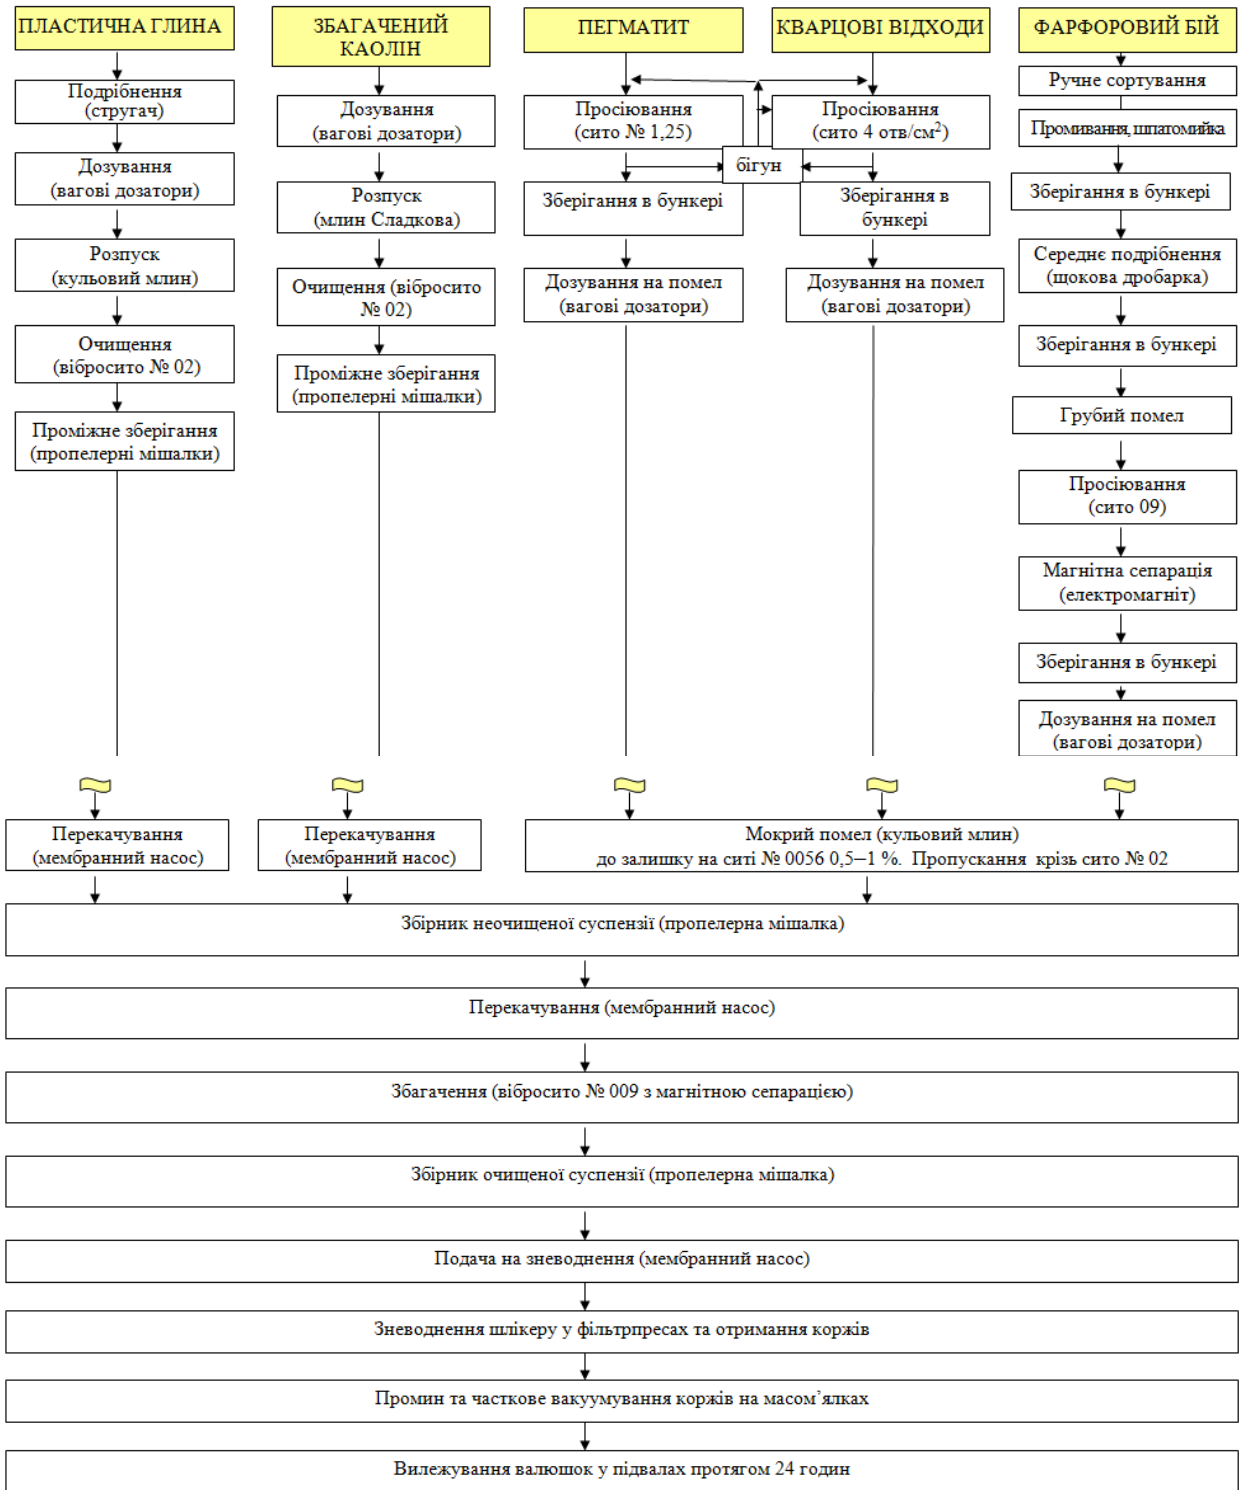 ПЛАСТИЧНА ГЛИНА
Подрібнення
(стругач)
Дозування
(вагові дозатори)
Розпуск
(кульовий млин)
Очищення
(вібросито № 02)
Проміжне зберігання
(пропелерні мішалки)
ЗБАГАЧЕНИЙ
КАОЛІН
Дозування
(вагові дозатори)
Розпуск
(млин Сладкова)
Очищення (вібросито
№ 02)
Проміжне зберігання
(пропелерні мішалки)
ПЕГМАТИТ
Просіювання
(сито № 1,25)
Зберігання в бункері
Дозування на помел
(вагові дозатори)
бігун
КВАРЦОВІ ВІДХОДИ
Просіювання
(сито 4 отв/см²)
Зберігання в
бункері
Дозування на помел
(вагові дозатори)
ФАРФОРОВИЙ БІЙ
Ручне сортування
Промивання, шпатомийка
Зберігання в бункері
Середнє подрібнення
(щокова дробарка)
Зберігання в бункері
Грубий помел
Просіювання
(сито 09)
Магнітна сепарація
(електромагніт)
Зберігання в бункері
Дозування на помел
(вагові дозатори)
Перекачування
(мембранний насос)
Перекачування
(мембранний насос)
Мокрий помел (кульовий млин)
до залишку на ситі № 0056 0,5–1 %. Пропускання крізь сито № 02
Збірник неочищеної суспензії (пропелерна мішалка)
Перекачування (мембранний насос)
Збагачення (вібросито № 009 з магнітною сепарацією)
Збірник очищеної суспензії (пропелерна мішалка)
Подача на зневоднення (мембранний насос)
Зневоднення шлікеру у фільтрпресах та отримання коржів
Промин та часткове вакуумування коржів на масом’ялках
Вилежування валюшок у підвалах протягом 24 годин